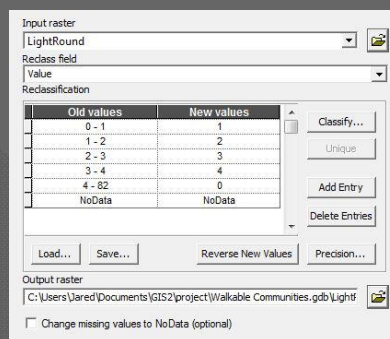 Input raster
LightRound
Reclass field
Value
Reclassification
Old values New values
0 - 1 1
1 - 2 2
2 - 3 3
3 - 4 4
4 - 82 0
NoData NoData
Classify...
Unique
Add Entry
Delete Entries
Load... Save... Reverse New Values Precision...
Output raster
C:\Users\Jared\Documents\GIS2\project\Walkable Communities.gdb\LightF
Change missing values to NoData (optional)